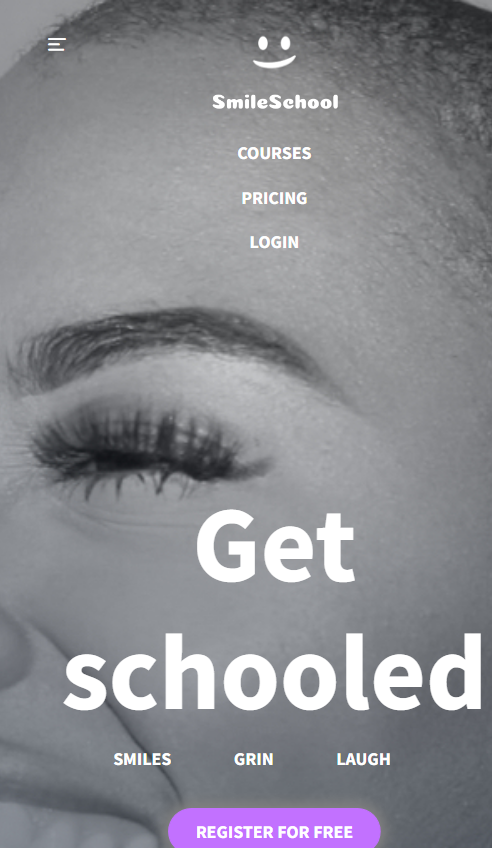 SmileSchool
COURSES
PRICING
LOGIN
Get
schooled
SMILES GRIN LAUGH
REGISTER FOR FREE